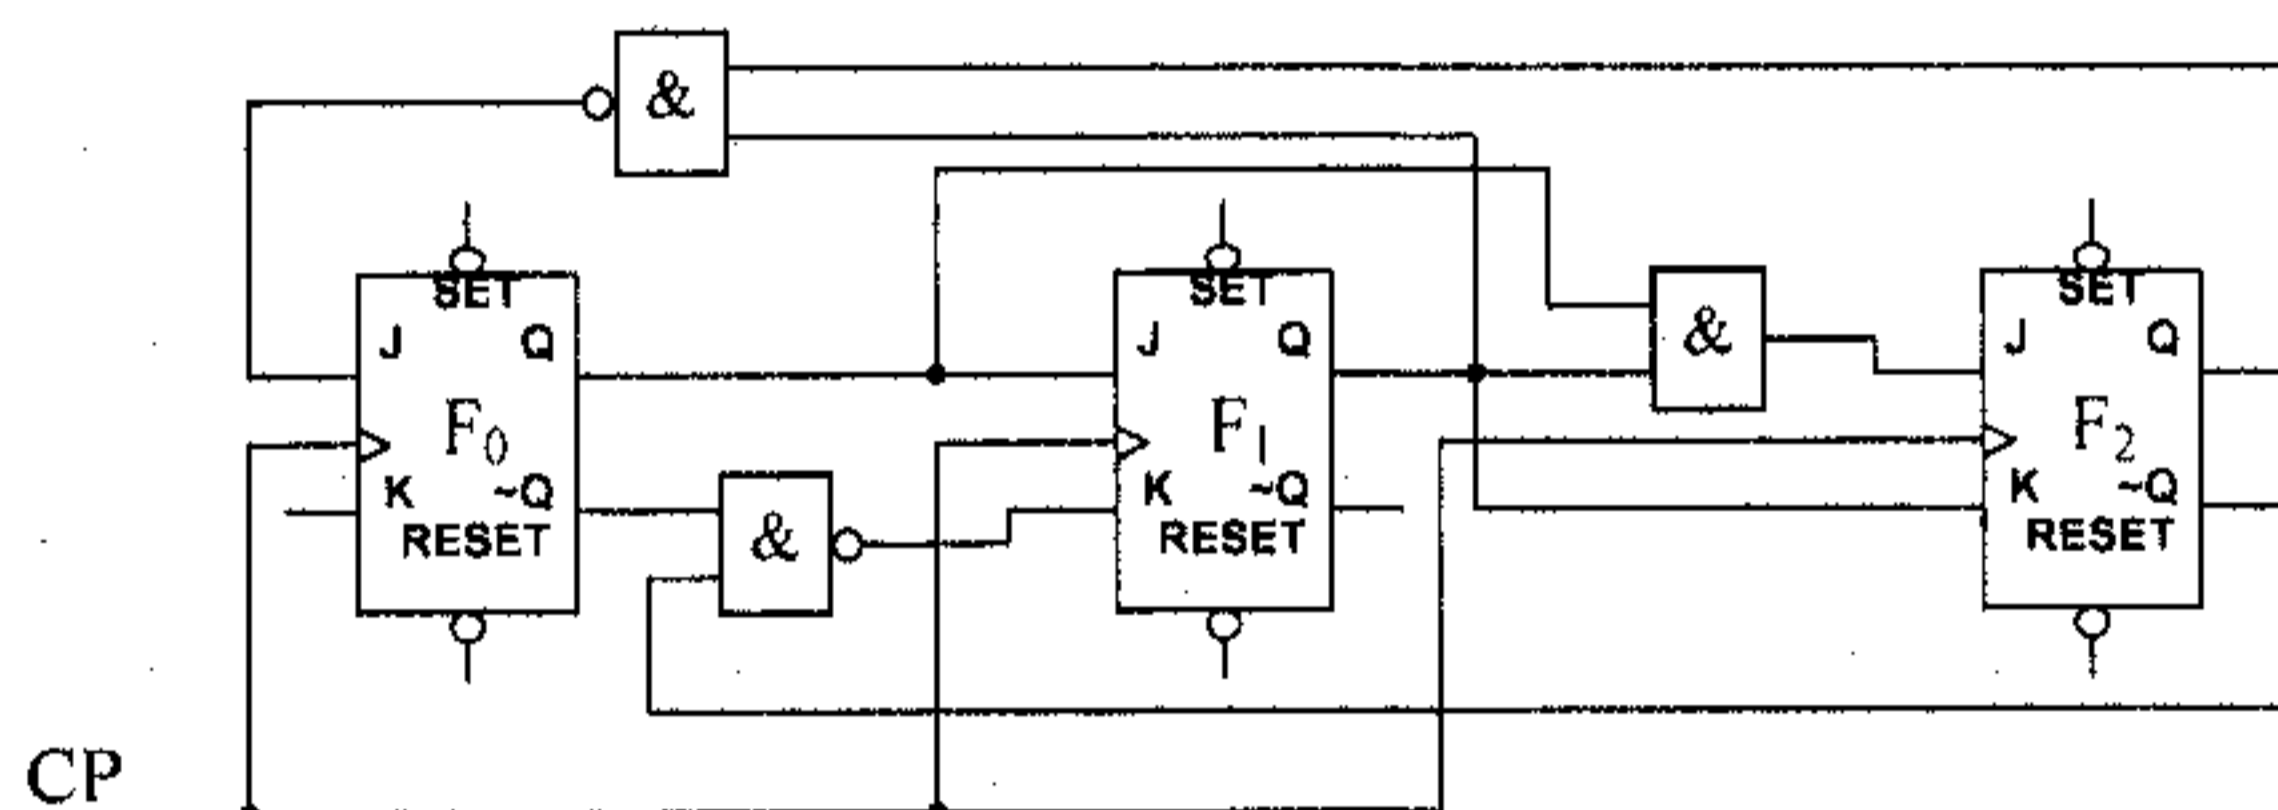 &
SET SET SET
J Q J Q & J Q
F0 F1 F2
K ~Q K ~Q K ~Q
RESET & RESET RESET
CP